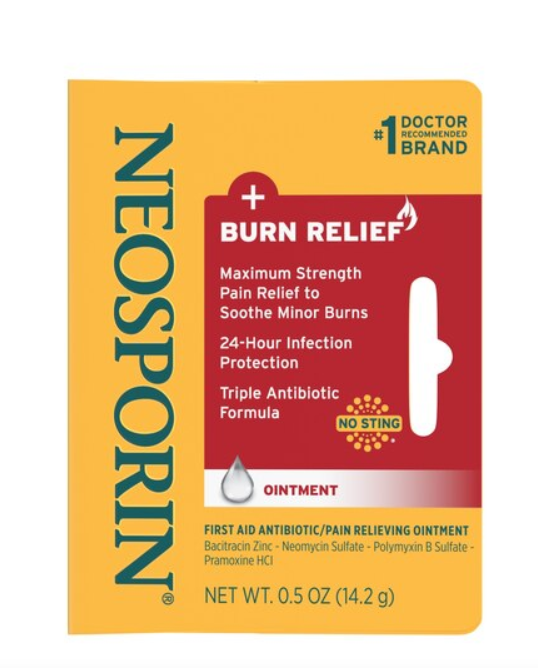 NEOSPORIN®
#1 DOCTOR
RECOMMENDED
BRAND
+
BURN RELIEF
Maximum Strength
Pain Relief to
Soothe Minor Burns
24-Hour Infection
Protection
Triple Antibiotic
Formula
NO STING
OINTMENT
FIRST AID ANTIBIOTIC/PAIN RELIEVING OINTMENT
Bacitracin Zinc - Neomycin Sulfate - Polymyxin B Sulfate -
Pramoxine HCl
NET WT. 0.5 OZ (14.2 g)